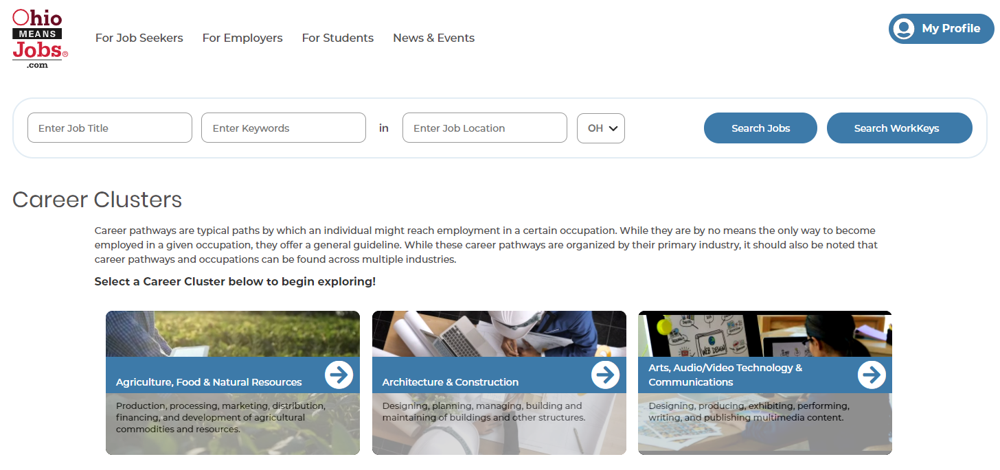 Ohio
MEANS
Jobs®
.com
For Job Seekers
For Employers
For Students
News & Events
My Profile
Enter Job Title
Enter Keywords
in
Enter Job Location
OH
Search Jobs
Search WorkKeys
Career Clusters
Career pathways are typical paths by which an individual might reach employment in a certain occupation. While they are by no means the only way to become
employed in a given occupation, they offer a general guideline. While these career pathways are organized by their primary industry, it should also be noted that
career pathways and occupations can be found across multiple industries.
Select a Career Cluster below to begin exploring!
Agriculture, Food & Natural Resources
Production, processing, marketing, distribution,
financing, and development of agricultural
commodities and resources.
Architecture & Construction
Designing, planning, managing, building and
maintaining of buildings and other structures.
WEB DESIGN
Arts, Audio/Video Technology &
Communications
Designing, producing, exhibiting, performing,
writing, and publishing multimedia content.